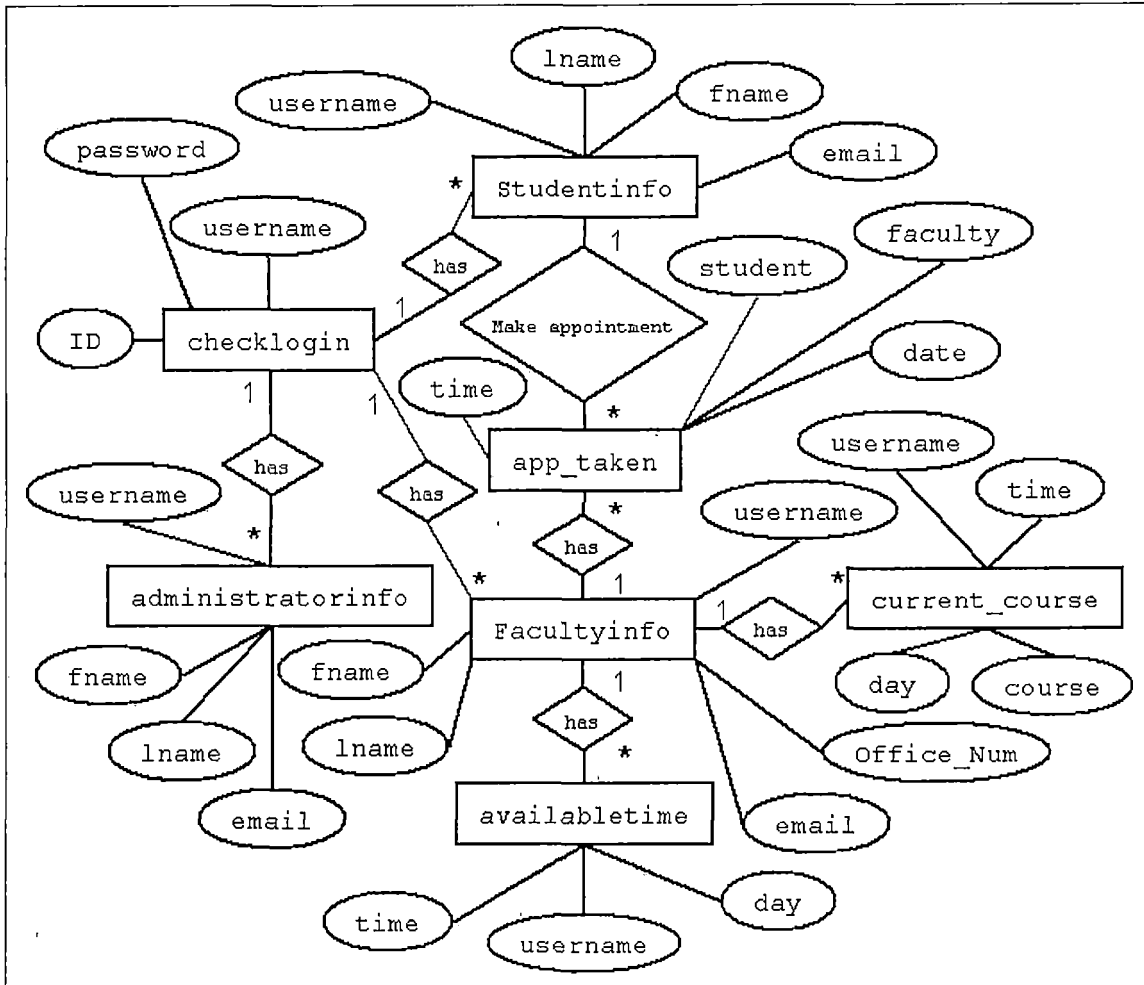 lname
username
fname
password
email
*
Studentinfo
username
faculty
1
student
has
1
ID
checklogin
Make appointment
date
1
1
time
*
username
has
app_taken
time
has
username
*
username
*
has
*
1
*
administratorinfo
1
current_course
Facultyinfo
has
fname
fname
1
day
course
has
lname
lname
*
Office_Num
availabletime
email
email
day
time
username